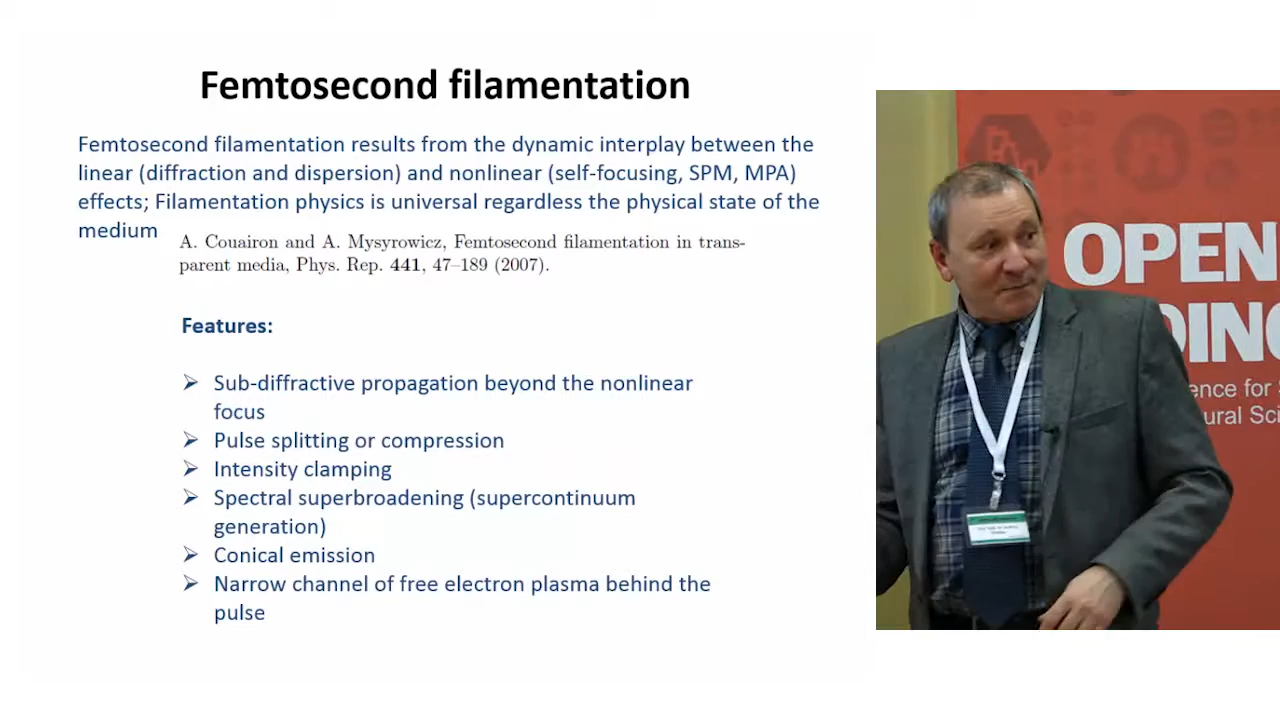 Femtosecond filamentation
Femtosecond filamentation results from the dynamic interplay between the
linear (diffraction and dispersion) and nonlinear (self-focusing, SPM, MPA)
effects; Filamentation physics is universal regardless the physical state of the
medium
A. Couairon and A. Mysyrowicz, Femtosecond filamentation in trans-
parent media, Phys. Rep. 441, 47–189 (2007).
Features:
➢ Sub-diffractive propagation beyond the nonlinear
focus
➢ Pulse splitting or compression
➢ Intensity clamping
➢ Spectral superbroadening (supercontinuum
generation)
➢ Conical emission
➢ Narrow channel of free electron plasma behind the
pulse
OPEN
DING
ence for
ural Sci